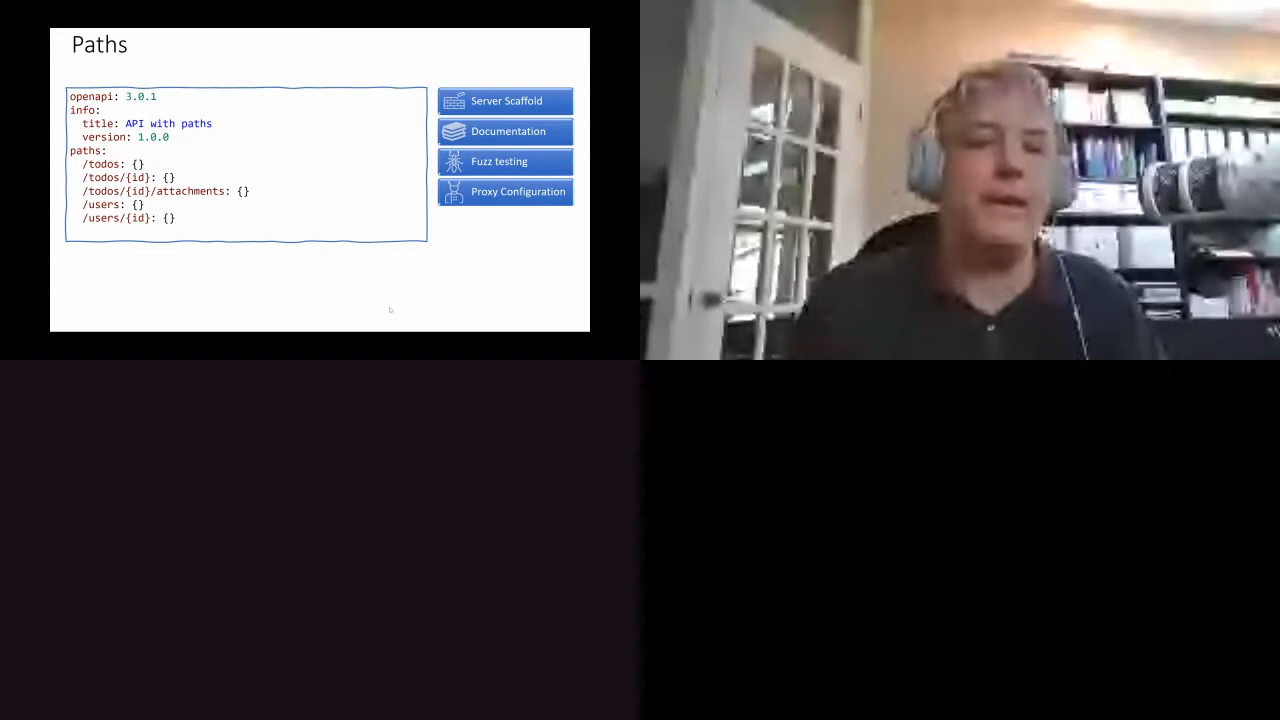 Paths
openapi: 3.0.1
info:
  title: API with paths
  version: 1.0.0
paths:
  /todos: {}
  /todos/{id}: {}
  /todos/{id}/attachments: {}
  /users: {}
  /users/{id}: {}
Server Scaffold
Documentation
Fuzz testing
Proxy Configuration